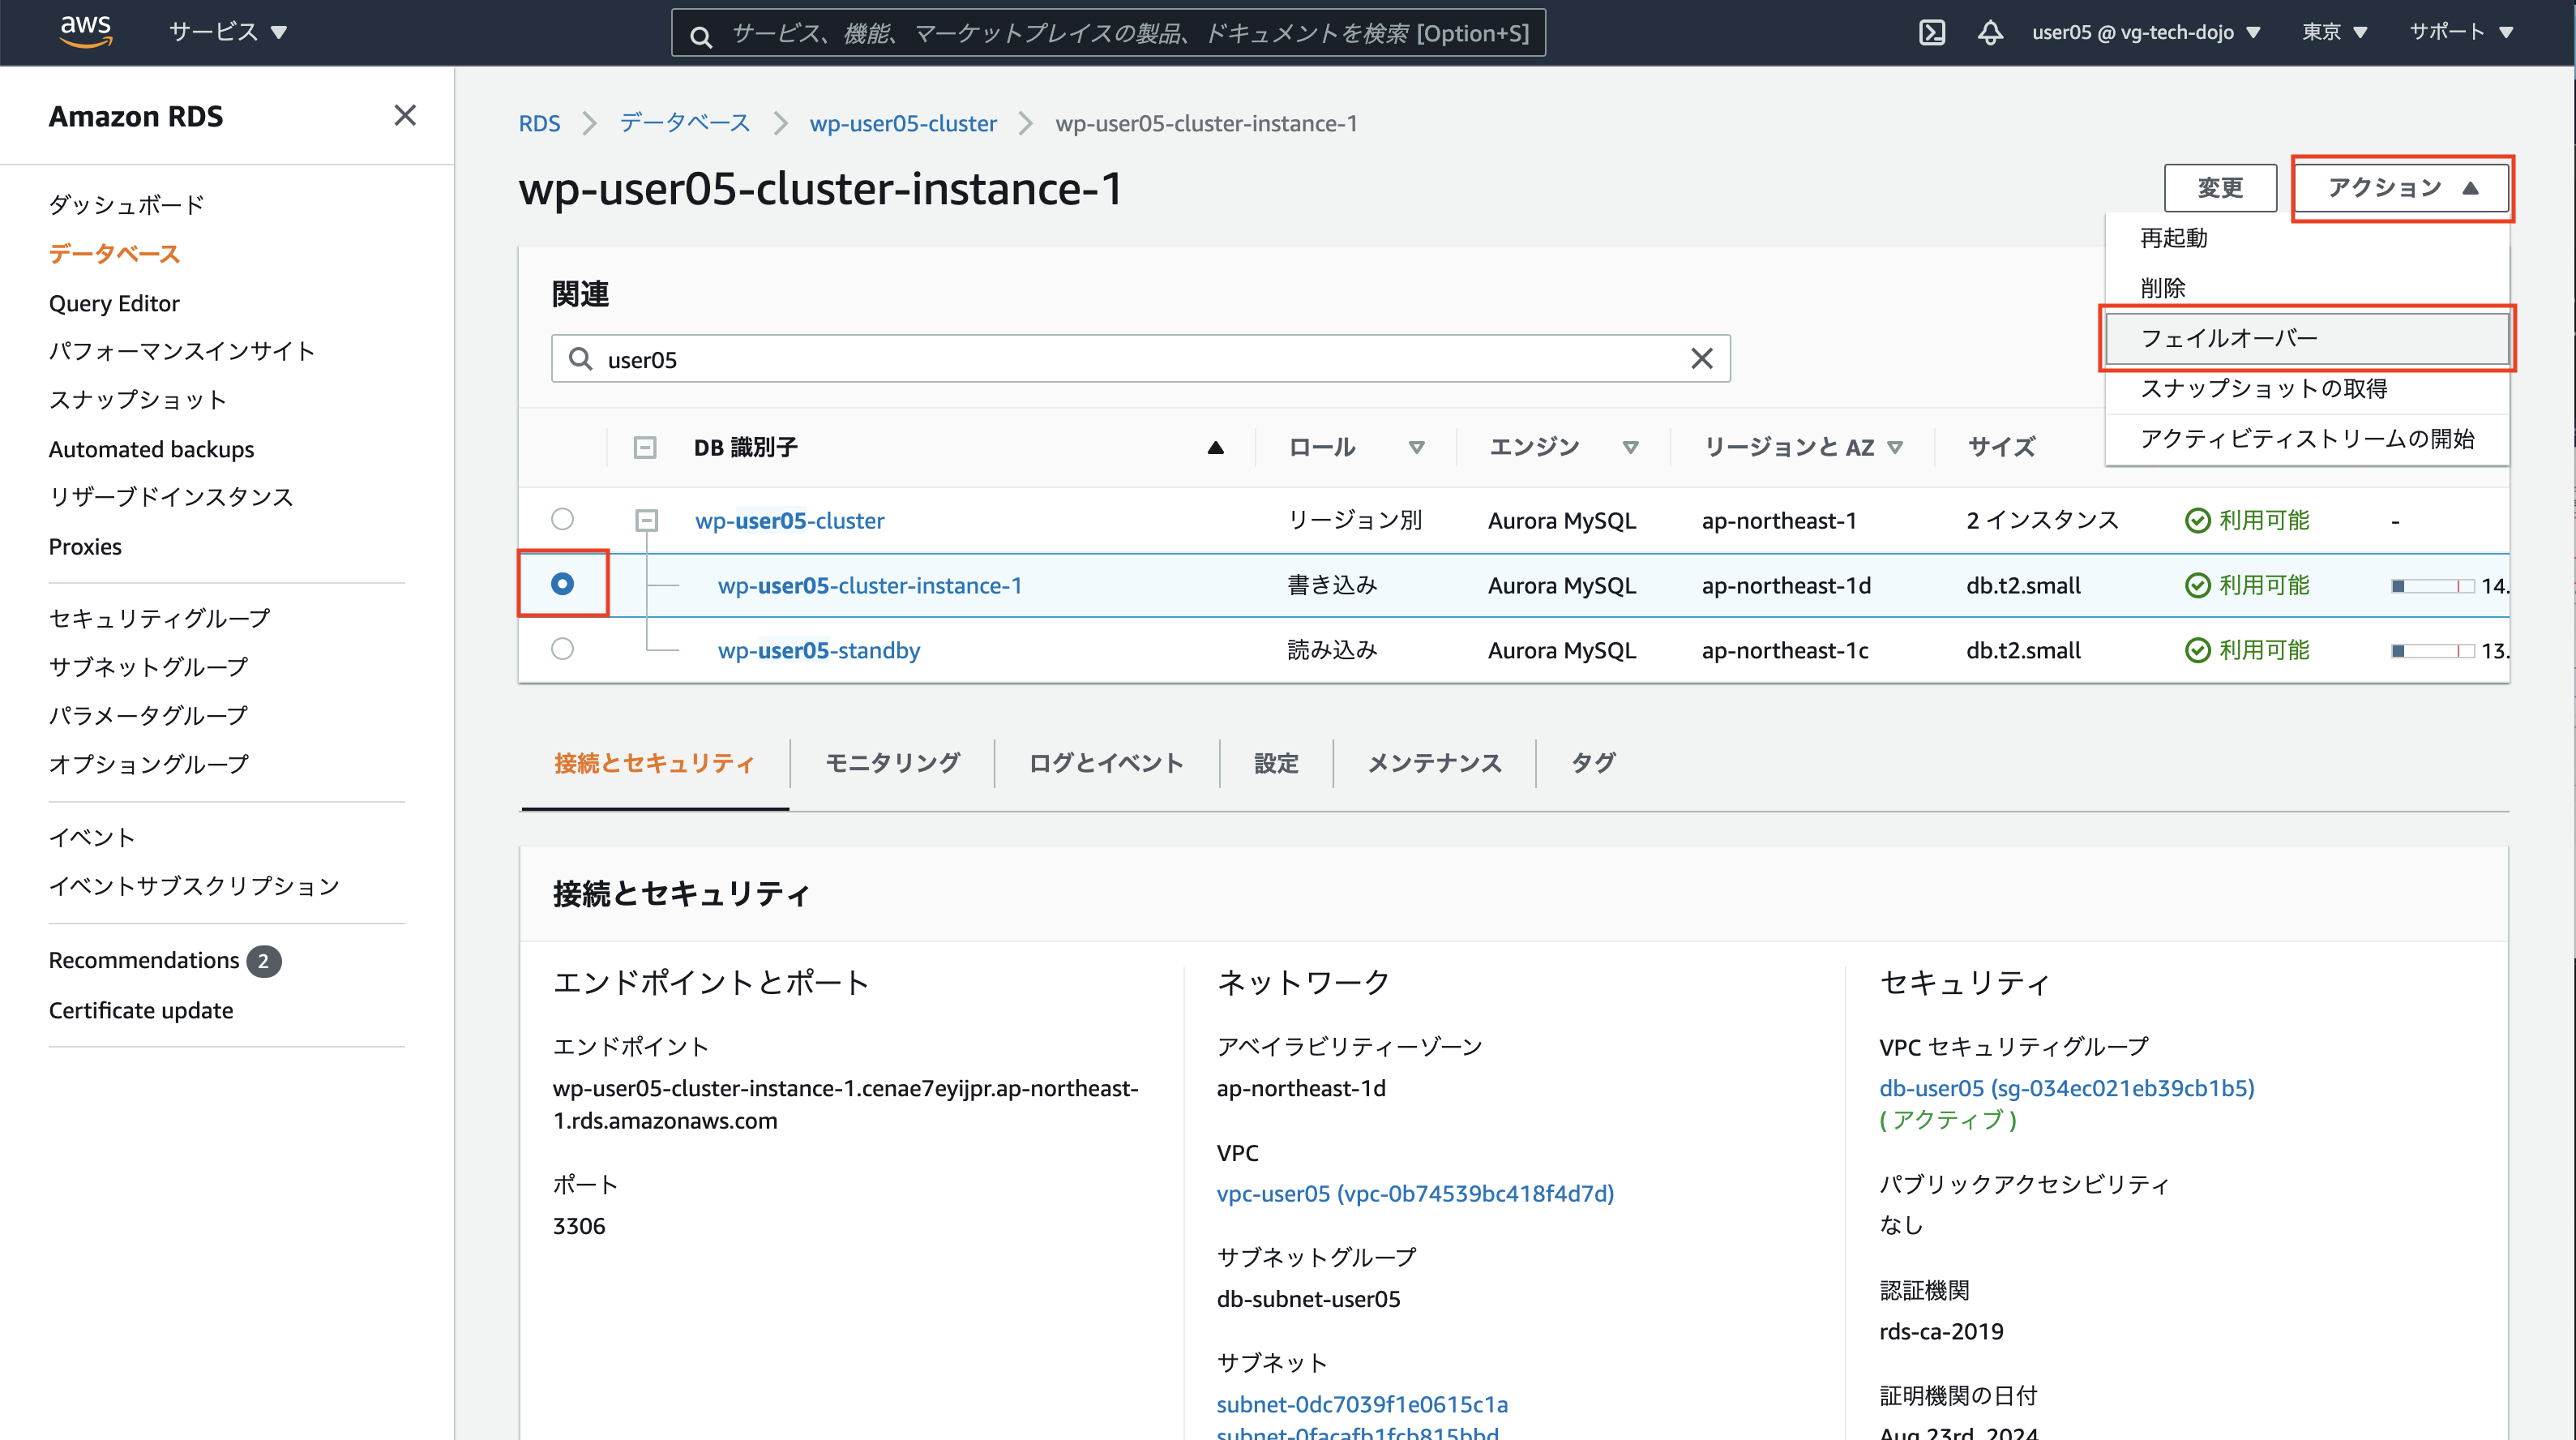 aws
サービス
サービス、機能、マーケットプレイスの製品、ドキュメントを検索 [Option+S]
user05 @ vg-tech-dojo
東京
サポート
Amazon RDS
ダッシュボード
データベース
Query Editor
パフォーマンスインサイト
スナップショット
Automated backups
リザーブドインスタンス
Proxies
セキュリティグループ
サブネットグループ
パラメータグループ
オプショングループ
イベント
イベントサブスクリプション
Recommendations 2
Certificate update
RDS
データベース
wp-user05-cluster
wp-user05-cluster-instance-1
wp-user05-cluster-instance-1
変更
アクション
再起動
削除
フェイルオーバー
スナップショットの取得
アクティビティストリームの開始
関連
user05
DB 識別子 ロール エンジン リージョンと AZ サイズ
wp-user05-cluster リージョン別 Aurora MySQL ap-northeast-1 2 インスタンス 利用可能 -
wp-user05-cluster-instance-1 書き込み Aurora MySQL ap-northeast-1d db.t2.small 利用可能 14.
wp-user05-standby 読み込み Aurora MySQL ap-northeast-1c db.t2.small 利用可能 13.
接続とセキュリティ
モニタリング
ログとイベント
設定
メンテナンス
タグ
接続とセキュリティ
エンドポイントとポート
エンドポイント
wp-user05-cluster-instance-1.cenae7eyijpr.ap-northeast-
1.rds.amazonaws.com
ポート
3306
ネットワーク
アベイラビリティーゾーン
ap-northeast-1d
VPC
vpc-user05 (vpc-0b74539bc418f4d7d)
サブネットグループ
db-subnet-user05
サブネット
subnet-0dc7039f1e0615c1a
subnet-0facafb1fcb815bbd
セキュリティ
VPC セキュリティグループ
db-user05 (sg-034ec021eb39cb1b5)
( アクティブ )
パブリックアクセシビリティ
なし
認証機関
rds-ca-2019
証明機関の日付
Aug 23rd, 2024